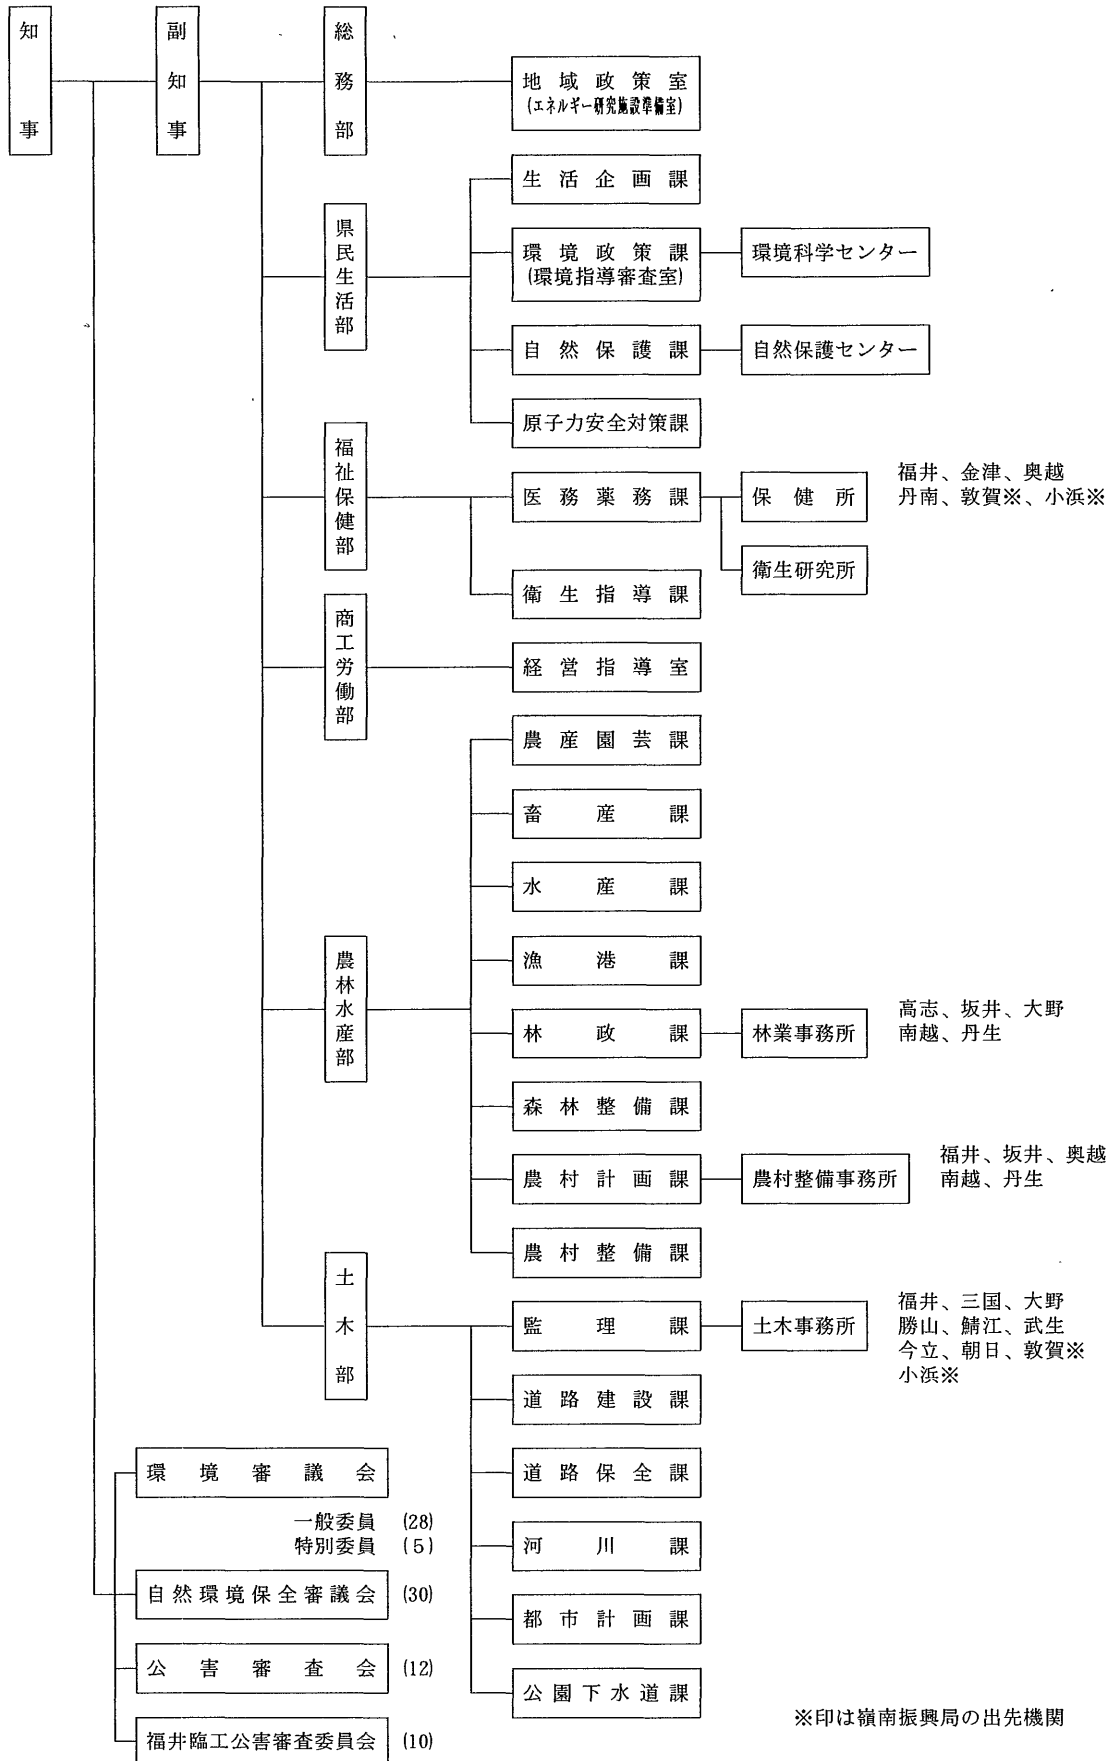 知事
副知事
総務部
地域政策室
(エネルギー研究施設準備室)
県民生活部
生活企画課
環境政策課
(環境指導審査室)
環境科学センター
自然保護課
自然保護センター
原子力安全対策課
福祉保健部
医務薬務課
保健所
福井、金津、奥越
丹南、敦賀※、小浜※
衛生研究所
衛生指導課
商工労働部
経営指導室
農林水産部
農産園芸課
畜産課
水産課
漁港課
林政課
林業事務所
高志、坂井、大野
南越、丹生
森林整備課
農村計画課
農村整備事務所
福井、坂井、奥越
南越、丹生
農村整備課
土木部
監理課
土木事務所
福井、三国、大野
勝山、鯖江、武生
今立、朝日、敦賀※
小浜※
道路建設課
道路保全課
河川課
都市計画課
公園下水道課
環境審議会
一般委員 (28)
特別委員 (5)
自然環境保全審議会 (30)
公害審査会 (12)
福井臨工公害審査委員会 (10)
※印は嶺南振興局の出先機関